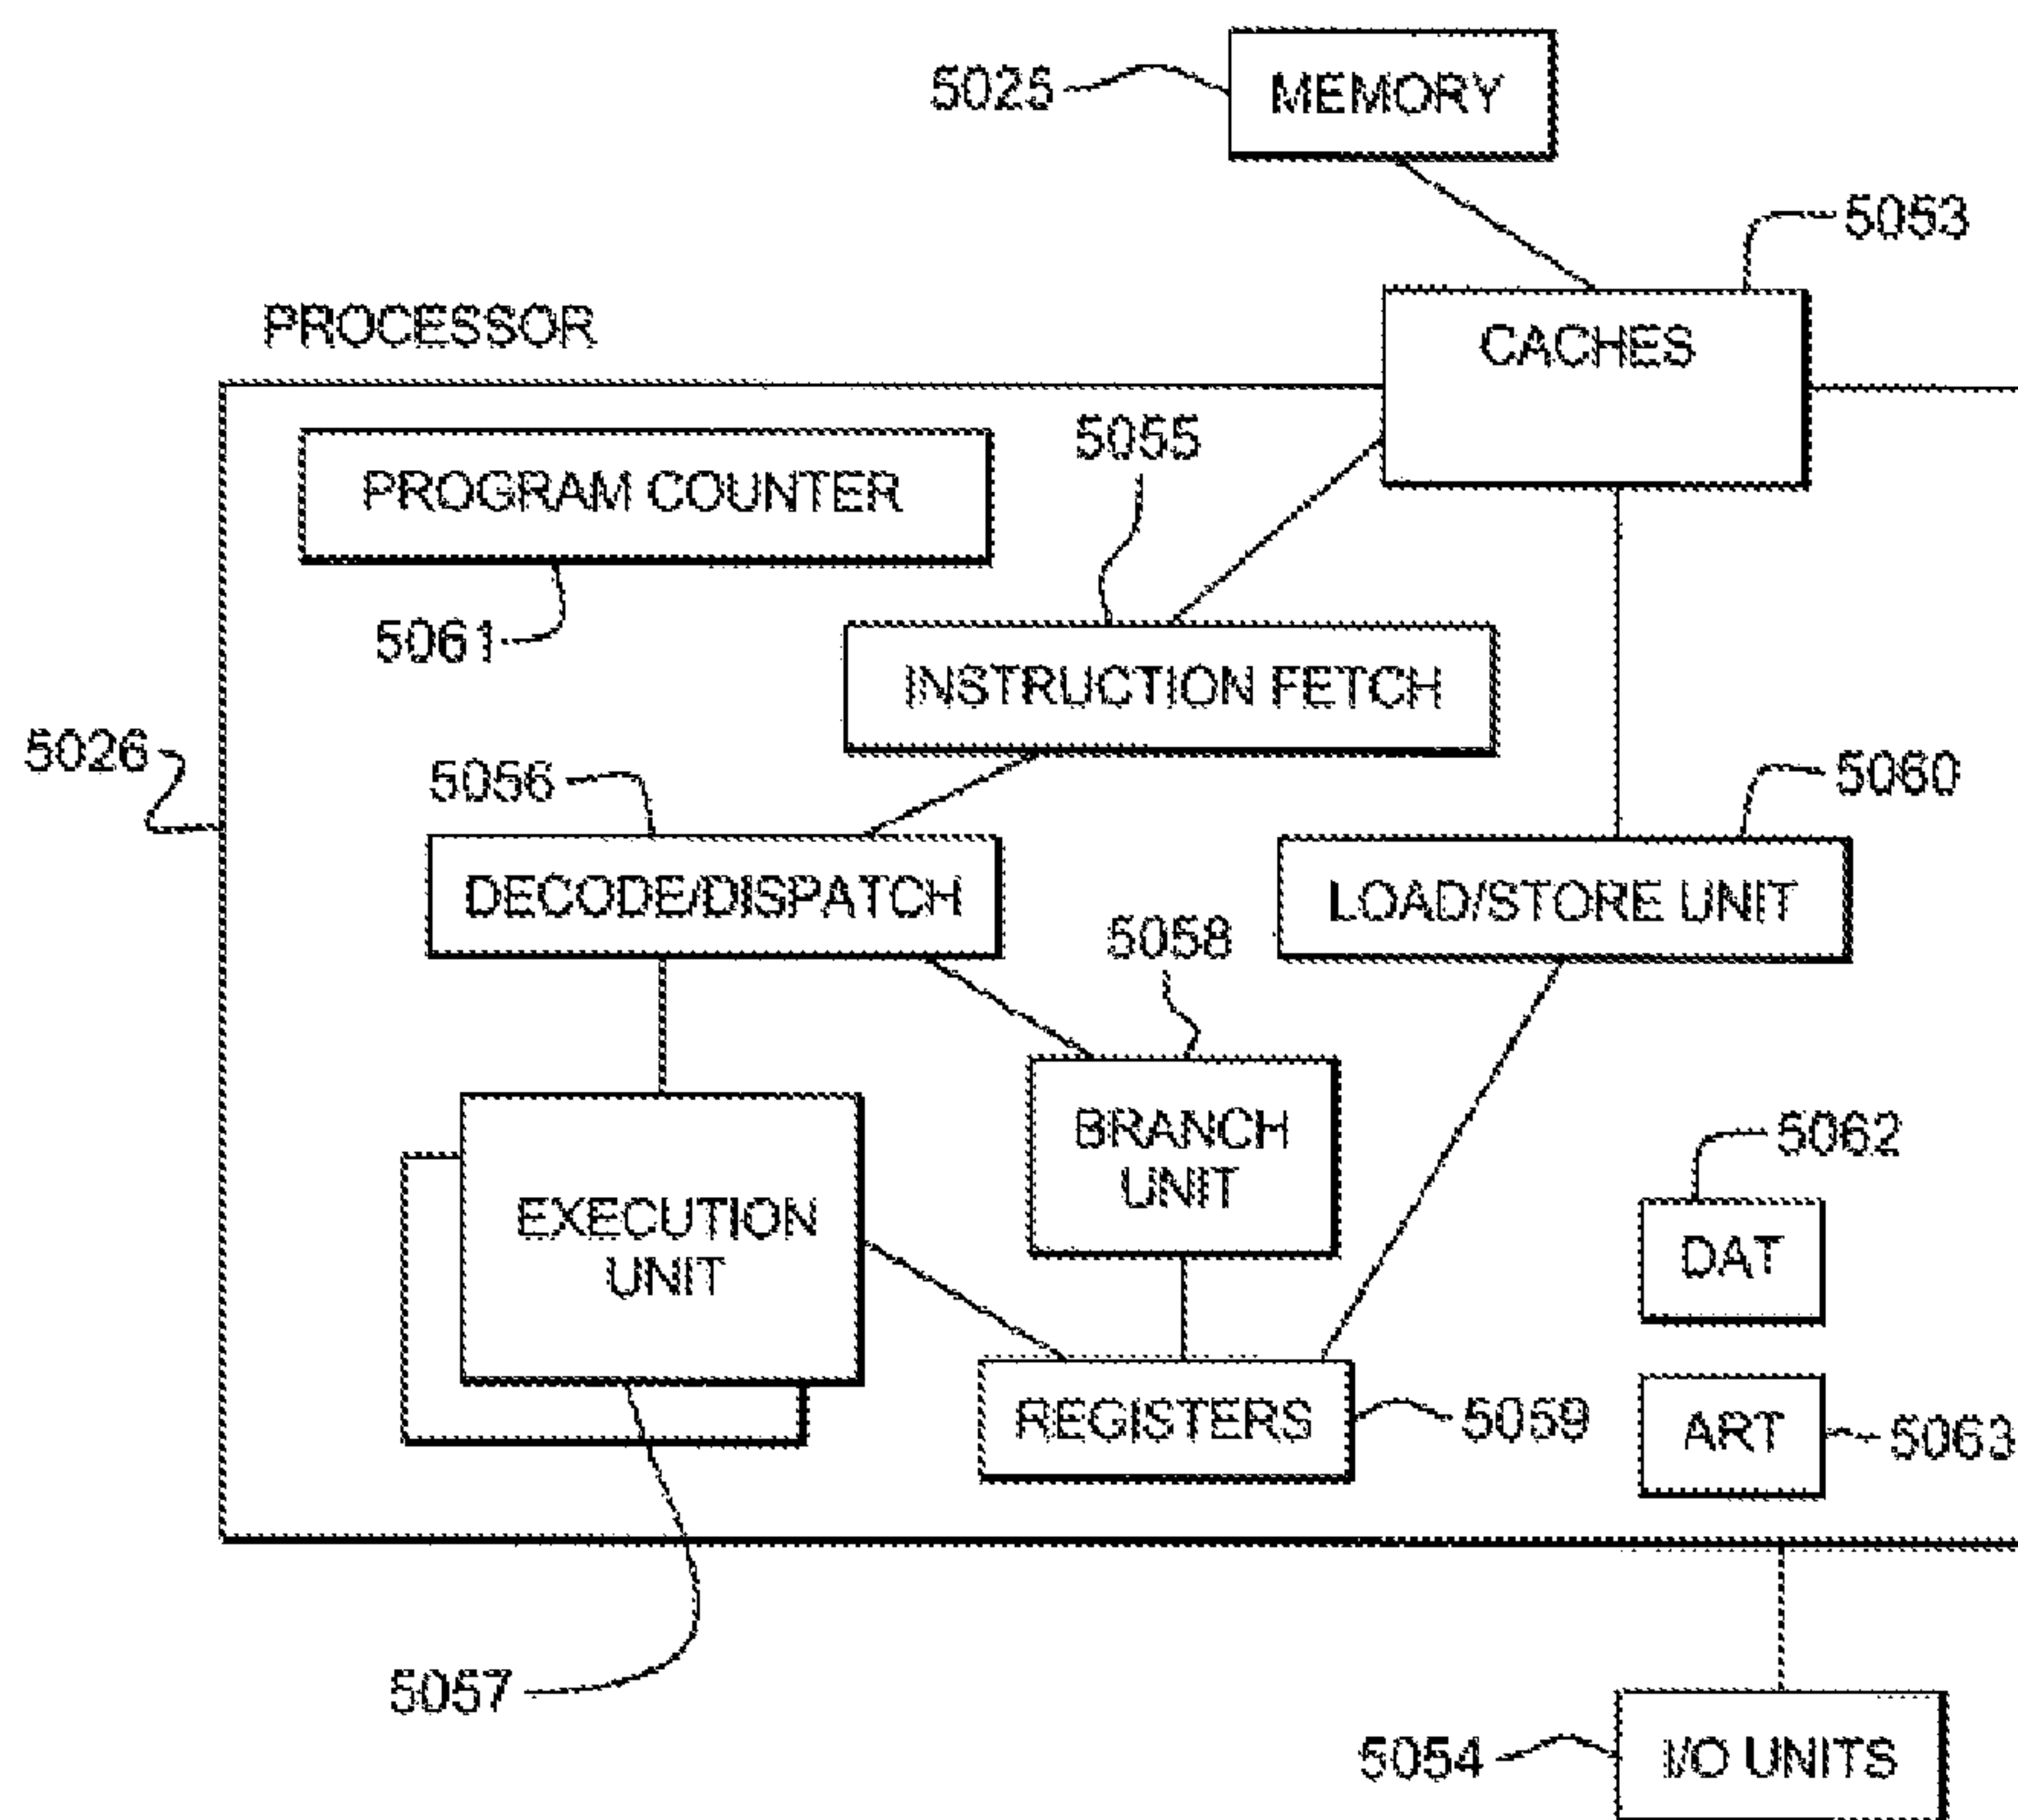 5025
MEMORY
5053
PROCESSOR
CACHES
5055
PROGRAM COUNTER
5061
INSTRUCTION FETCH
5026
5056
5060
DECODE/DISPATCH
LOAD/STORE UNIT
5058
BRANCH
UNIT
5062
EXECUTION
UNIT
DAT
REGISTERS
5059
ART
5063
5057
5054
I/O UNITS